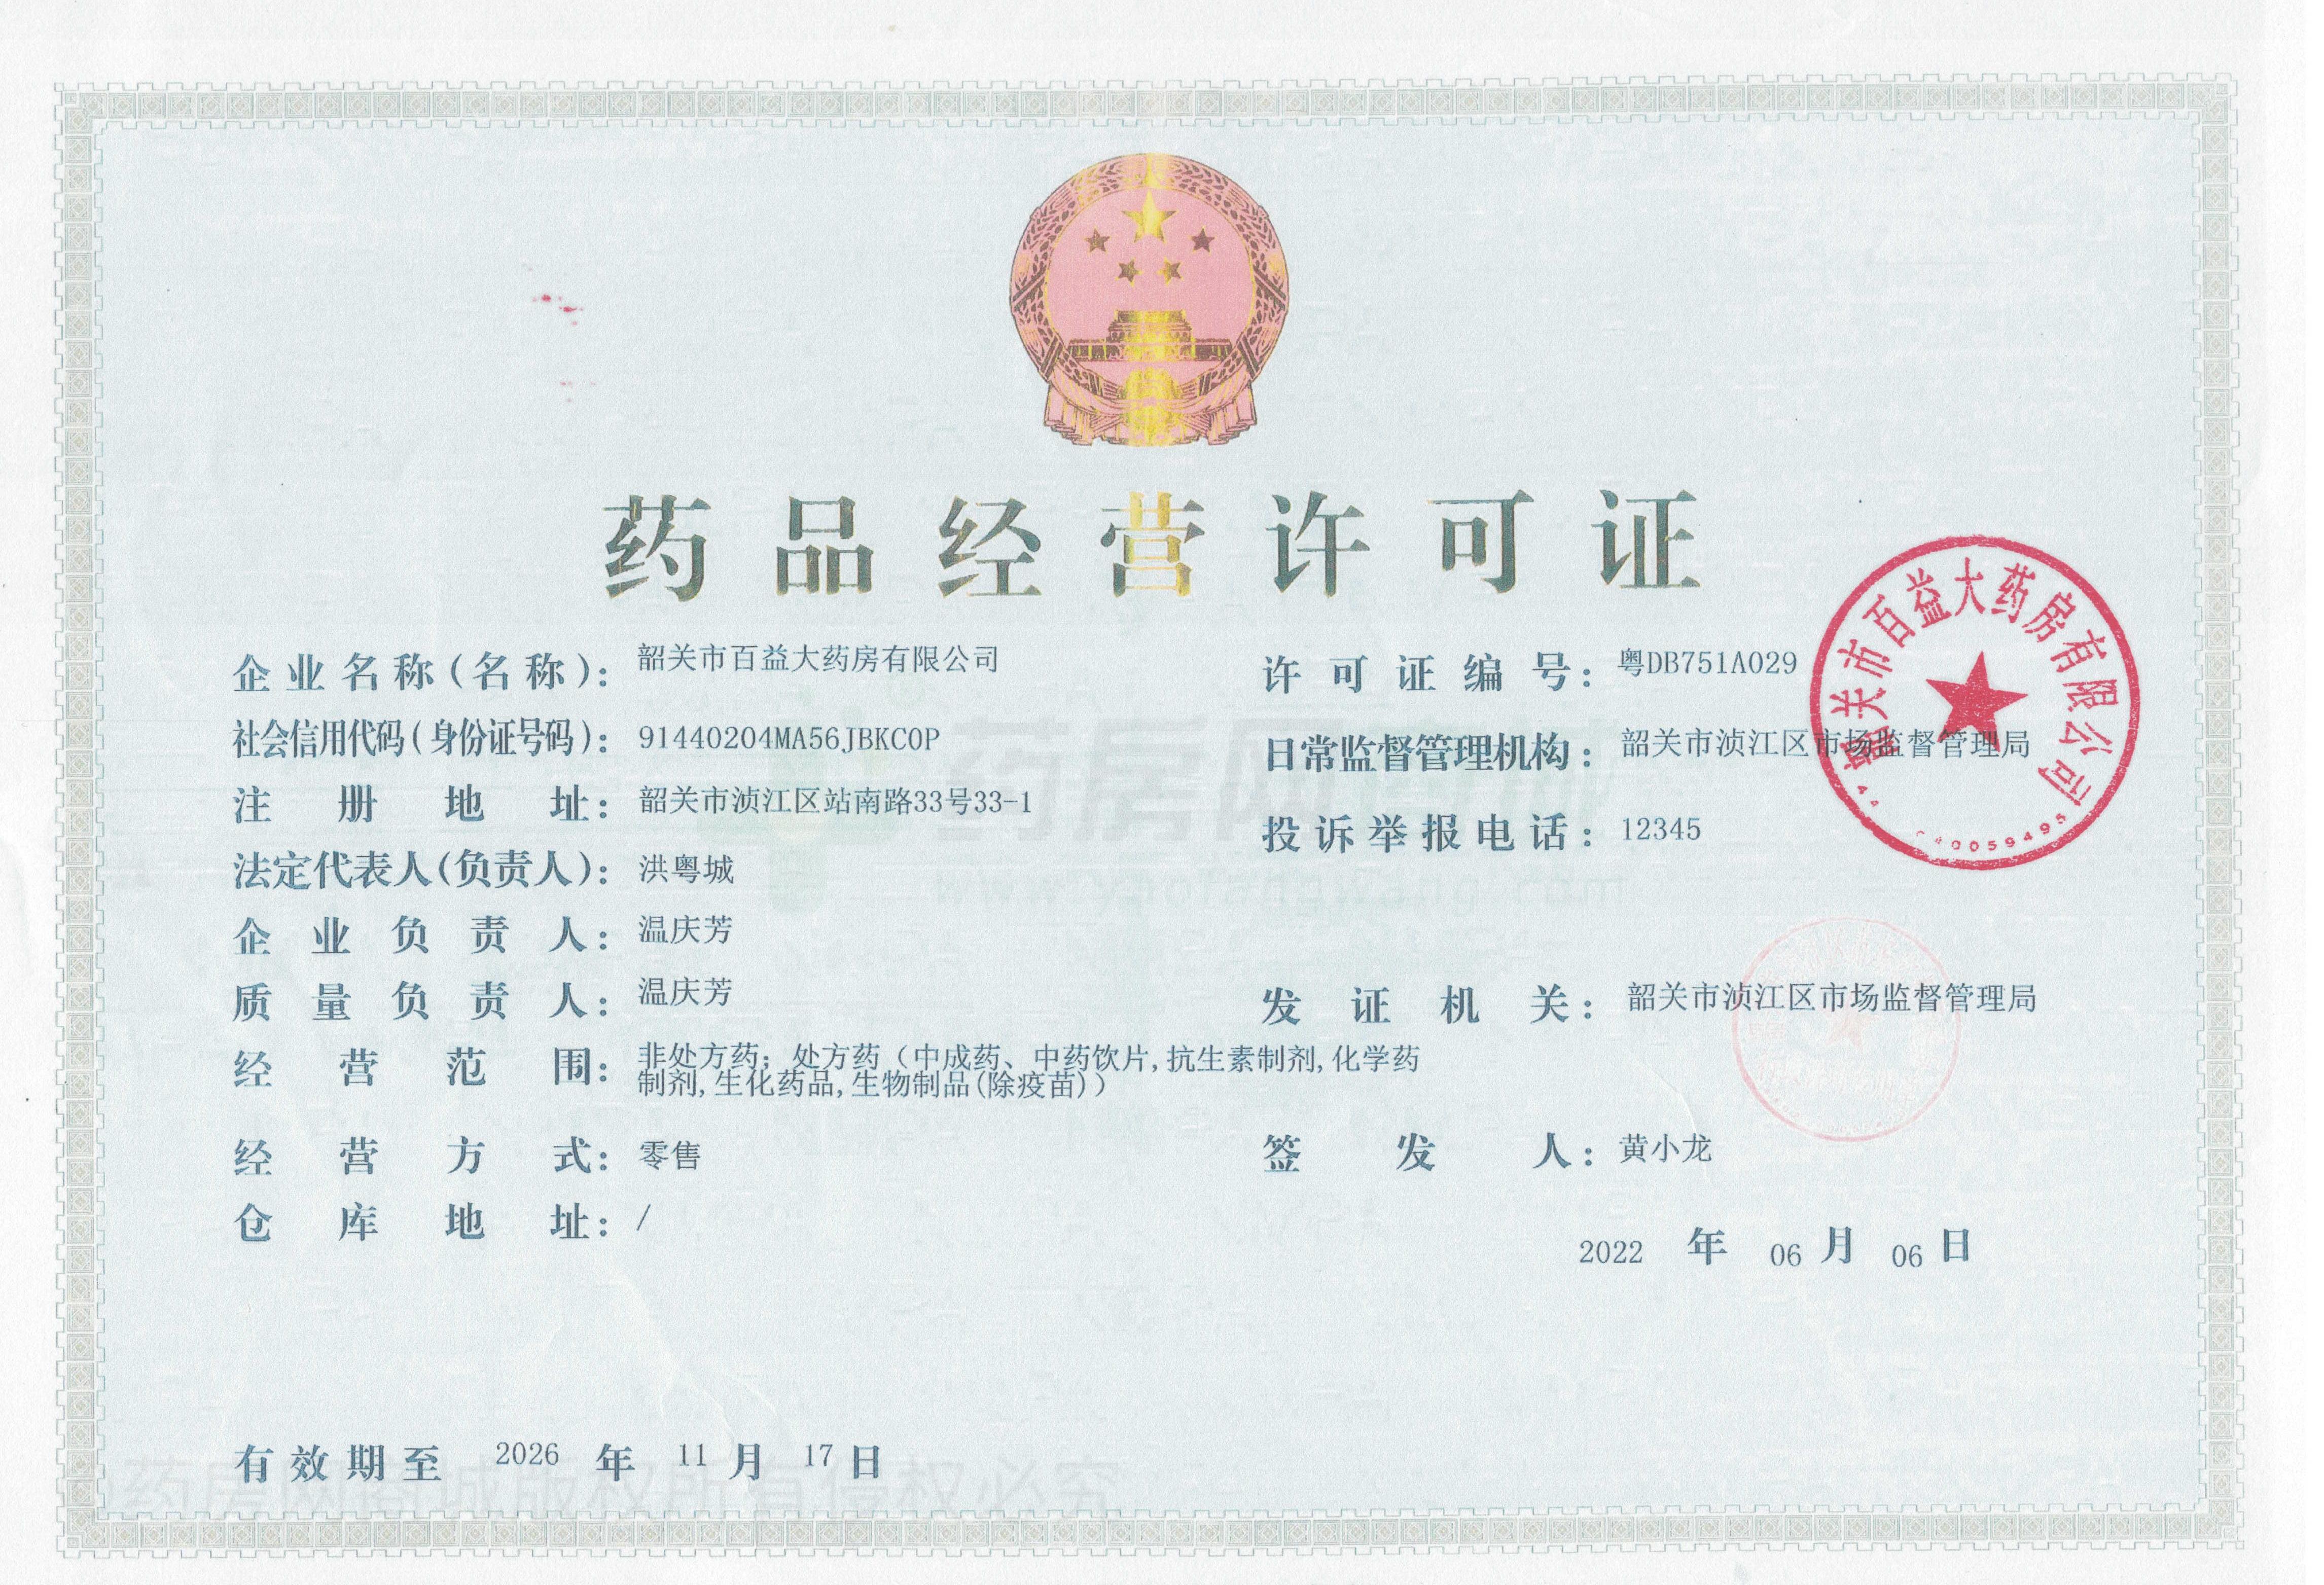 药品经营许可证
企业名称(名称): 韶关市百益大药房有限公司
许可证编号: 粤DB751A029
社会信用代码(身份证号码): 91440204MA56JBKC0P
日常监督管理机构: 韶关市浈江区市场监督管理局
注册地址: 韶关市浈江区站南路33号33-1
投诉举报电话: 12345
法定代表人(负责人): 洪粤城
企业负责人: 温庆芳
质量负责人: 温庆芳
发证机关: 韶关市浈江区市场监督管理局
经营范围: 非处方药；处方药（中成药、中药饮片,抗生素制剂,化学药
制剂,生化药品,生物制品(除疫苗)）
经营方式: 零售
签发人: 黄小龙
仓库地址: /
2022 年 06 月 06 日
有效期至 2026 年 11 月 17 日
韶关市百益大药房有限公司
药房网商城
www.yaofangwang.com
药房网商城版权所有侵权必究